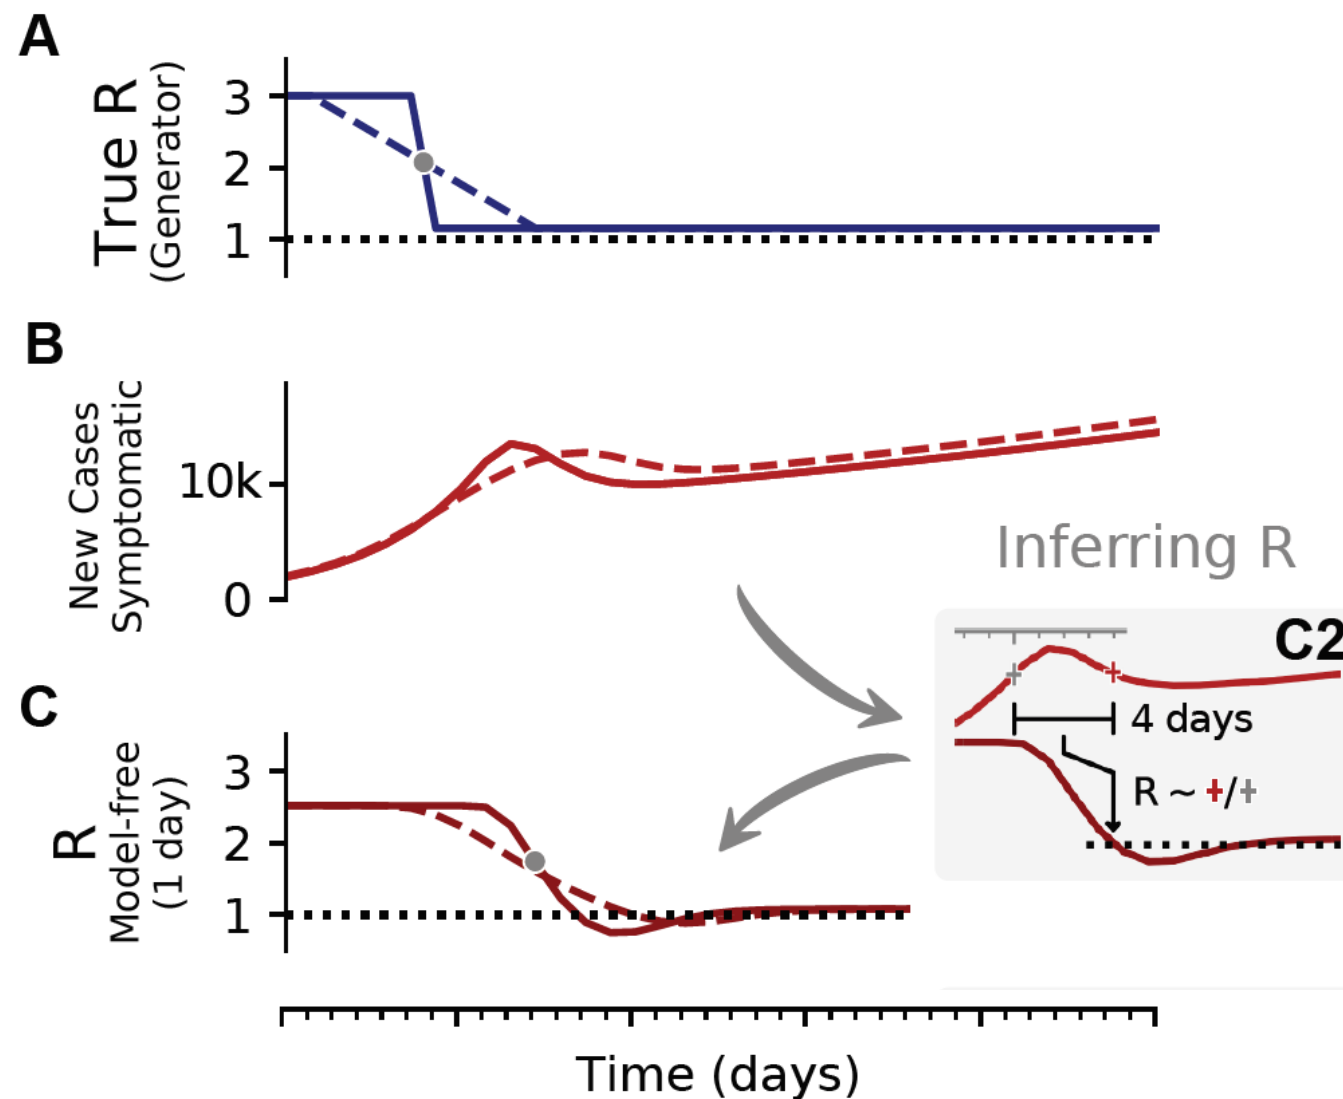 A
True R
(Generator)
3
2
1
B
New Cases
Symptomatic
10k
0
Inferring R
C2
4 days
R ~ +/+
C
R
Model-free
(1 day)
3
2
1
Time (days)